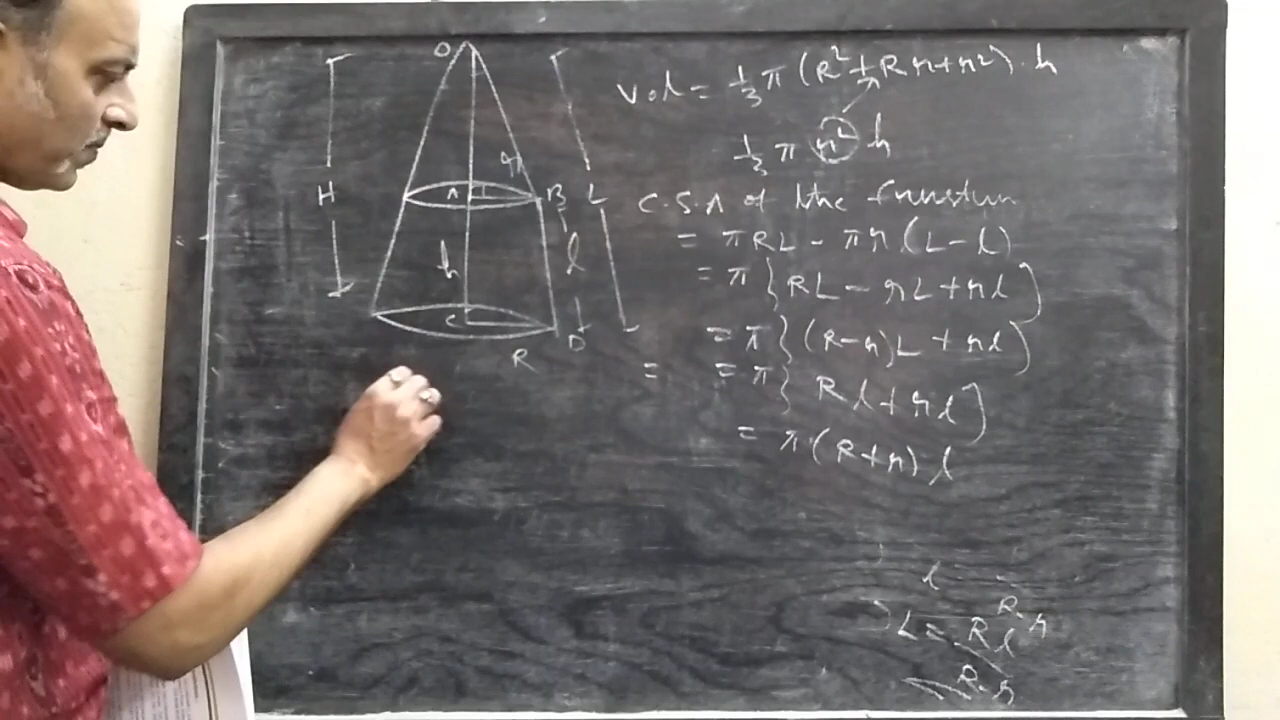 O
H
L
r
A
B
h
l
C
D
R
Vol = 1/3 π (R² + Rr + r²) . h
1/3 π r² h
C.S.A of the frustum
= πRL - πr (L - l)
= π { RL - rL + rl }
= π { (R-r)L + rl }
= = π { Rl + rl }
= π (R+r) . l
l
R.
L = Rl r
R-r